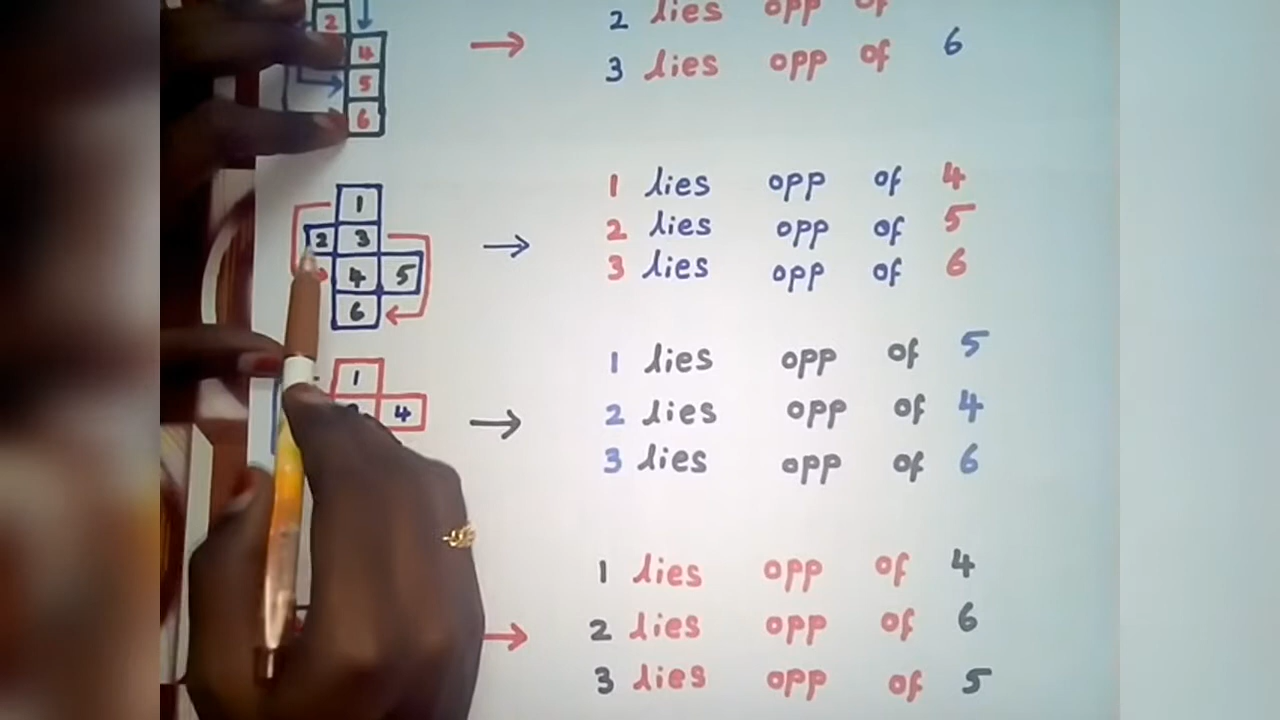 2 lies opp of
2
4
3 lies opp of 6
5
6
1 lies opp of 4
1
2 lies opp of 5
2 3
3 lies opp of 6
4 5
6
1 lies opp of 5
1
2 lies opp of 4
4
3 lies opp of 6
1 lies opp of 4
2 lies opp of 6
3 lies opp of 5